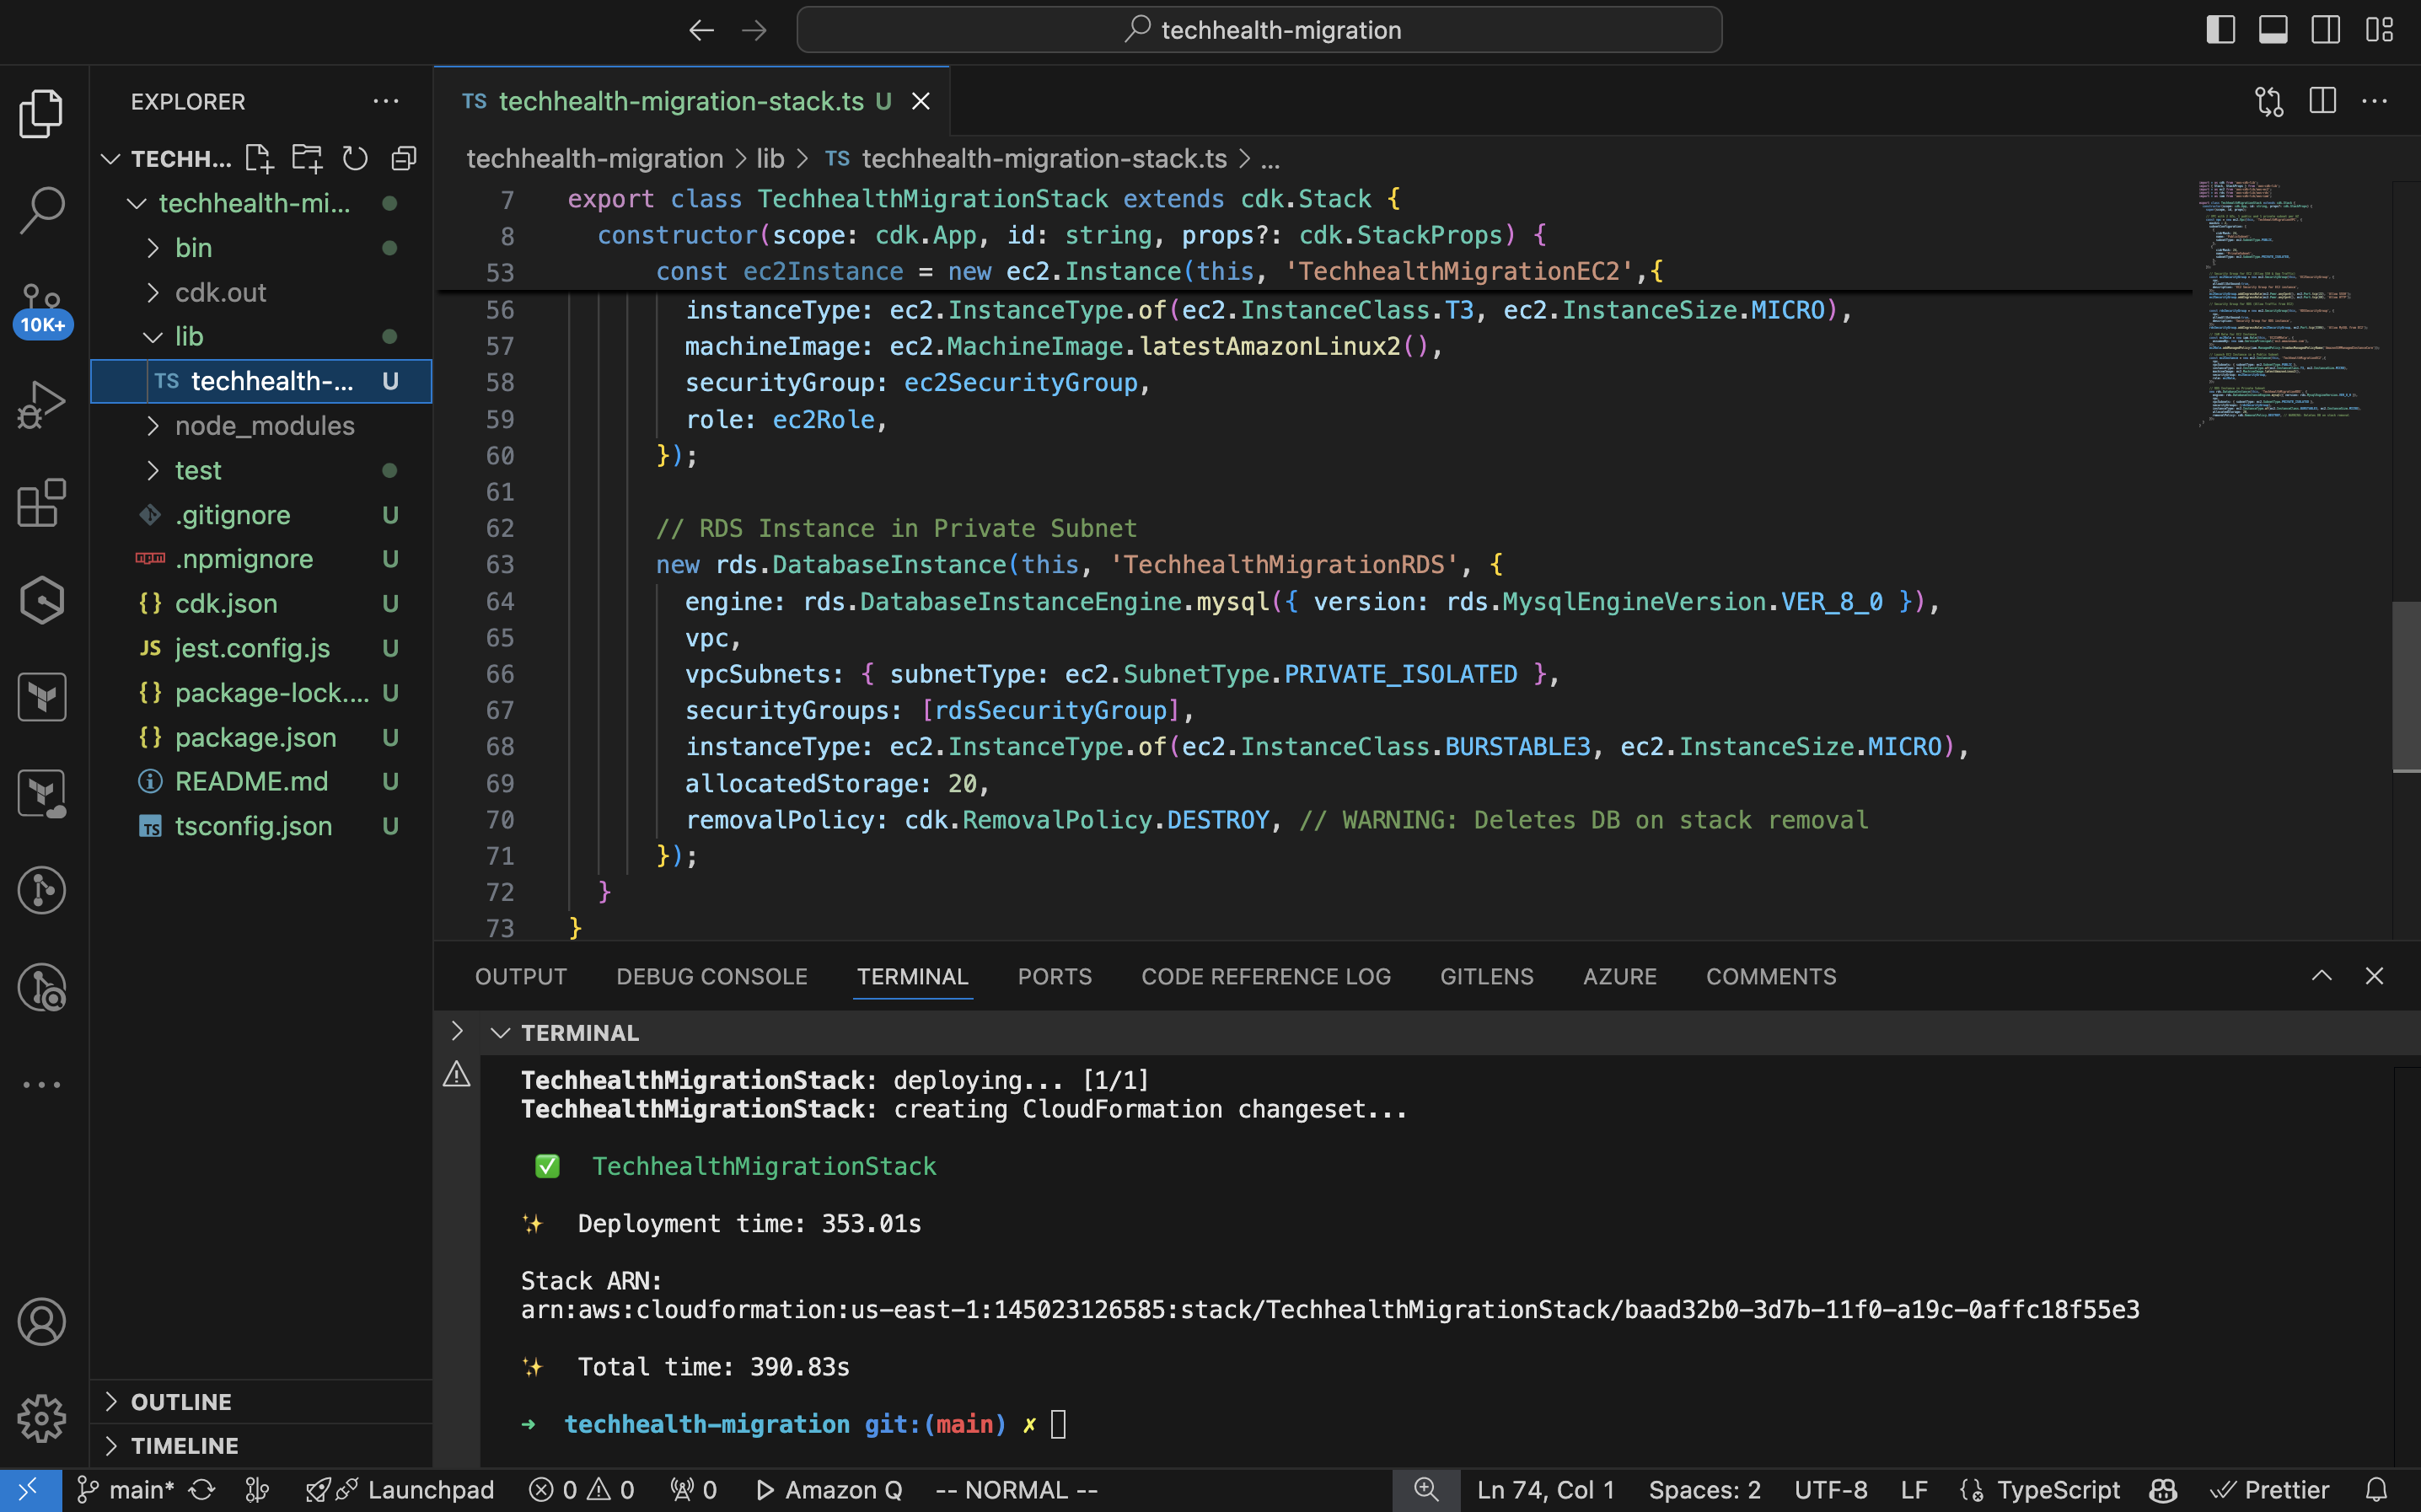 techhealth-migration
EXPLORER
TECHH...
techhealth-mi...
bin
cdk.out
lib
TS techhealth-... U
node_modules
test
.gitignore U
.npmignore U
{} cdk.json U
JS jest.config.js U
{} package-lock.... U
{} package.json U
README.md U
TS tsconfig.json U
OUTLINE
TIMELINE
10K+
TS techhealth-migration-stack.ts U
techhealth-migration > lib > TS techhealth-migration-stack.ts > ...
7 export class TechhealthMigrationStack extends cdk.Stack {
8 constructor(scope: cdk.App, id: string, props?: cdk.StackProps) {
53 const ec2Instance = new ec2.Instance(this, 'TechhealthMigrationEC2',{
56 instanceType: ec2.InstanceType.of(ec2.InstanceClass.T3, ec2.InstanceSize.MICRO),
57 machineImage: ec2.MachineImage.latestAmazonLinux2(),
58 securityGroup: ec2SecurityGroup,
59 role: ec2Role,
60 });
61
62 // RDS Instance in Private Subnet
63 new rds.DatabaseInstance(this, 'TechhealthMigrationRDS', {
64 engine: rds.DatabaseInstanceEngine.mysql({ version: rds.MysqlEngineVersion.VER_8_0 }),
65 vpc,
66 vpcSubnets: { subnetType: ec2.SubnetType.PRIVATE_ISOLATED },
67 securityGroups: [rdsSecurityGroup],
68 instanceType: ec2.InstanceType.of(ec2.InstanceClass.BURSTABLE3, ec2.InstanceSize.MICRO),
69 allocatedStorage: 20,
70 removalPolicy: cdk.RemovalPolicy.DESTROY, // WARNING: Deletes DB on stack removal
71 });
72 }
73 }
OUTPUT DEBUG CONSOLE TERMINAL PORTS CODE REFERENCE LOG GITLENS AZURE COMMENTS
TERMINAL
TechhealthMigrationStack: deploying... [1/1]
TechhealthMigrationStack: creating CloudFormation changeset...
✅ TechhealthMigrationStack
✨ Deployment time: 353.01s
Stack ARN:
arn:aws:cloudformation:us-east-1:145023126585:stack/TechhealthMigrationStack/baad32b0-3d7b-11f0-a19c-0affc18f55e3
✨ Total time: 390.83s
➜ techhealth-migration git:(main) ✗
main* Launchpad 0 0 0 Amazon Q -- NORMAL -- Ln 74, Col 1 Spaces: 2 UTF-8 LF TypeScript Prettier